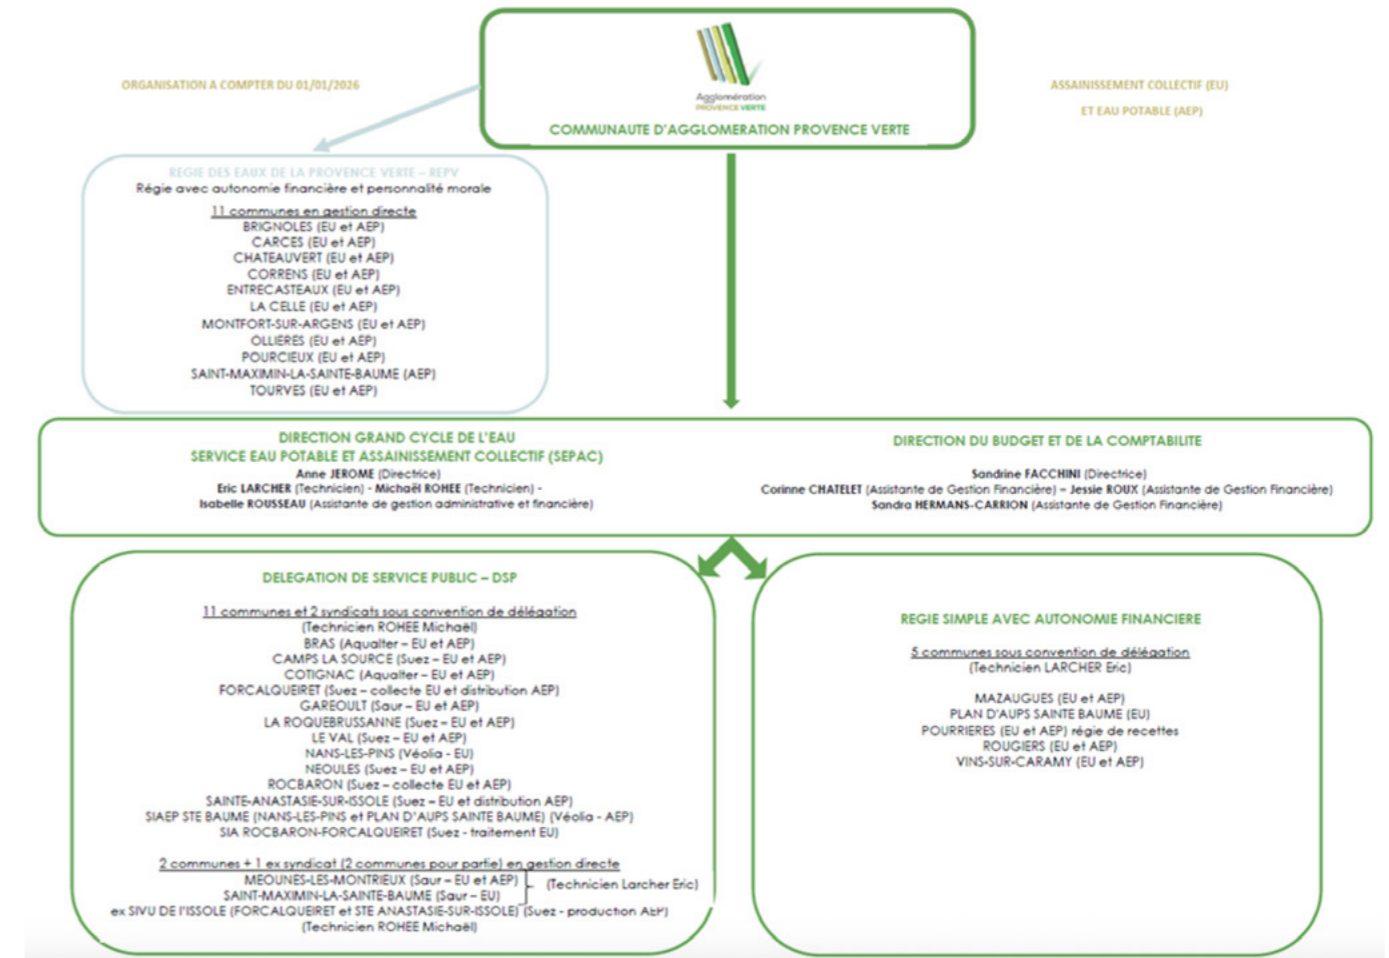 Agglomération
PROVENCE VERTE
COMMUNAUTE D'AGGLOMERATION PROVENCE VERTE
ORGANISATION A COMPTER DU 01/01/2026
ASSAINISSEMENT COLLECTIF (EU)
ET EAU POTABLE (AEP)
REGIE DES EAUX DE LA PROVENCE VERTE – REPV
Régie avec autonomie financière et personnalité morale
11 communes en gestion directe
BRIGNOLES (EU et AEP)
CARCES (EU et AEP)
CHATEAUVERT (EU et AEP)
CORRENS (EU et AEP)
ENTRECASTEAUX (EU et AEP)
LA CELLE (EU et AEP)
MONTFORT-SUR-ARGENS (EU et AEP)
OLLIERES (EU et AEP)
POURCIEUX (EU et AEP)
SAINT-MAXIMIN-LA-SAINTE-BAUME (AEP)
TOURVES (EU et AEP)
DIRECTION GRAND CYCLE DE L'EAU
SERVICE EAU POTABLE ET ASSAINISSEMENT COLLECTIF (SEPAC)
Anne JEROME (Directrice)
Eric LARCHER (Technicien) - Michaël ROHEE (Technicien) -
Isabelle ROUSSEAU (Assistante de gestion administrative et financière)
DIRECTION DU BUDGET ET DE LA COMPTABILITE
Sandrine FACCHINI (Directrice)
Corinne CHATELET (Assistante de Gestion Financière) – Jessie ROUX (Assistante de Gestion Financière)
Sandra HERMANS-CARRION (Assistante de Gestion Financière)
DELEGATION DE SERVICE PUBLIC – DSP
11 communes et 2 syndicats sous convention de délégation
(Technicien ROHEE Michaël)
BRAS (Aqualter – EU et AEP)
CAMPS LA SOURCE (Suez – EU et AEP)
COTIGNAC (Aqualter – EU et AEP)
FORCALQUEIRET (Suez – collecte EU et distribution AEP)
GAREOULT (Saur – EU et AEP)
LA ROQUEBRUSSANNE (Suez – EU et AEP)
LE VAL (Suez – EU et AEP)
NANS-LES-PINS (Véolia - EU)
NEOULES (Suez – EU et AEP)
ROCBARON (Suez – collecte EU et AEP)
SAINTE-ANASTASIE-SUR-ISSOLE (Suez – EU et distribution AEP)
SIAEP STE BAUME (NANS-LES-PINS et PLAN D'AUPS SAINTE BAUME) (Véolia - AEP)
SIA ROCBARON-FORCALQUEIRET (Suez - traitement EU)
2 communes + 1 ex syndicat (2 communes pour partie) en gestion directe
MEOUNES-LES-MONTRIEUX (Saur – EU et AEP)
SAINT-MAXIMIN-LA-SAINTE-BAUME (Saur – EU)
(Technicien Larcher Eric)
ex SIVU DE l'ISSOLE (FORCALQUEIRET et STE ANASTASIE-SUR-ISSOLE) (Suez - production AEP)
(Technicien ROHEE Michaël)
REGIE SIMPLE AVEC AUTONOMIE FINANCIERE
5 communes sous convention de délégation
(Technicien LARCHER Eric)
MAZAUGUES (EU et AEP)
PLAN D'AUPS SAINTE BAUME (EU)
POURRIERES (EU et AEP) régie de recettes
ROUGIERS (EU et AEP)
VINS-SUR-CARAMY (EU et AEP)